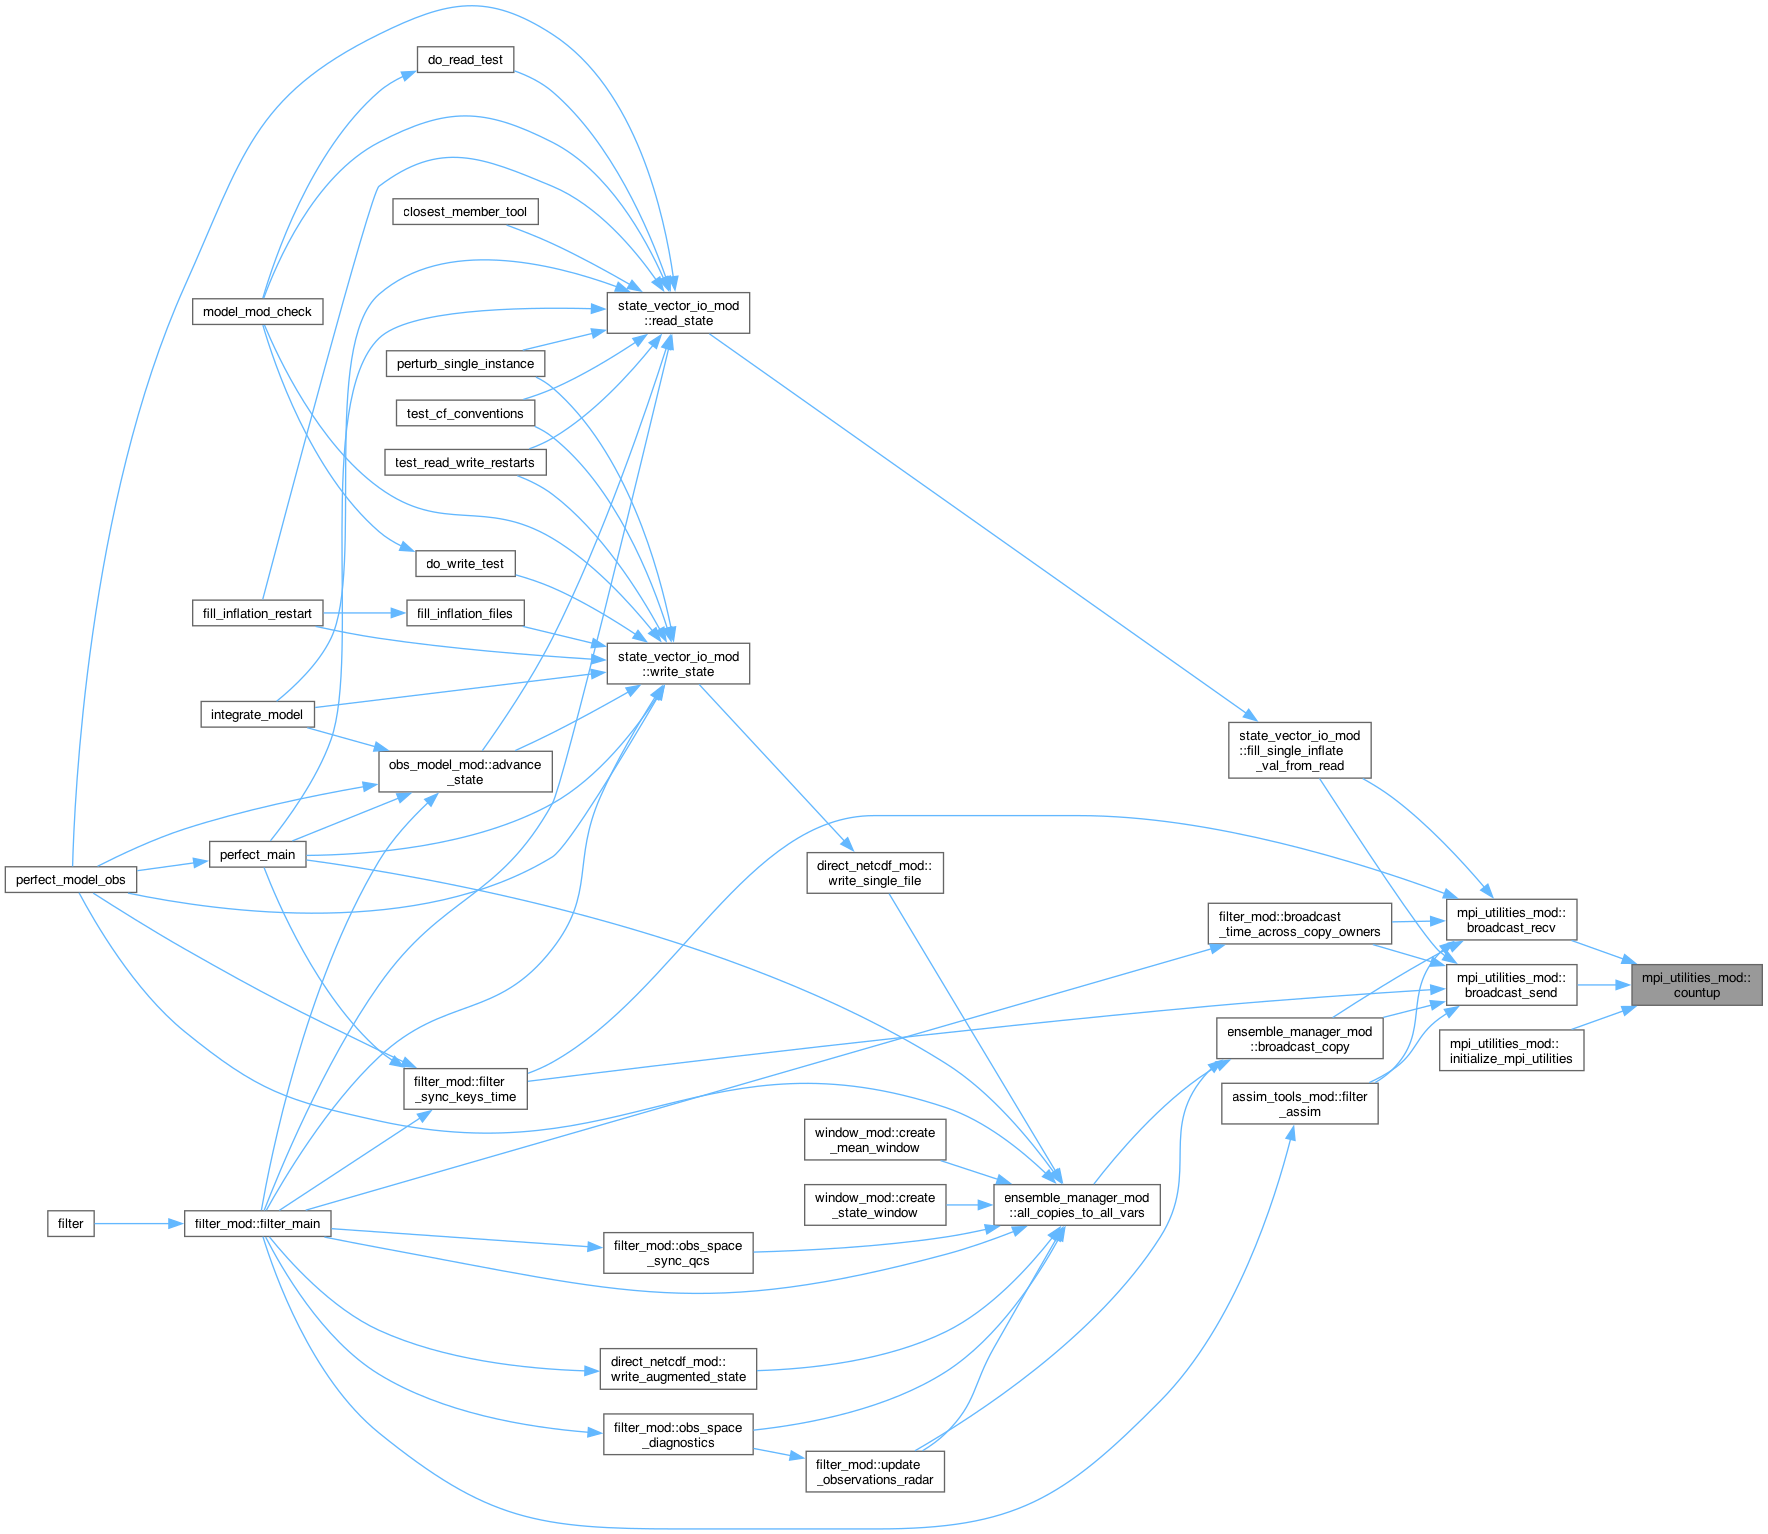 do_read_test
closest_member_tool
model_mod_check
state_vector_io_mod
::read_state
perturb_single_instance
test_cf_conventions
test_read_write_restarts
do_write_test
fill_inflation_restart
fill_inflation_files
state_vector_io_mod
::write_state
integrate_model
obs_model_mod::advance
_state
state_vector_io_mod
::fill_single_inflate
_val_from_read
perfect_main
perfect_model_obs
direct_netcdf_mod::
write_single_file
filter_mod::broadcast
_time_across_copy_owners
mpi_utilities_mod::
broadcast_recv
mpi_utilities_mod::
broadcast_send
mpi_utilities_mod::
countup
ensemble_manager_mod
::broadcast_copy
mpi_utilities_mod::
initialize_mpi_utilities
filter_mod::filter
_sync_keys_time
assim_tools_mod::filter
_assim
window_mod::create
_mean_window
window_mod::create
_state_window
ensemble_manager_mod
::all_copies_to_all_vars
filter
filter_mod::filter_main
filter_mod::obs_space
_sync_qcs
direct_netcdf_mod::
write_augmented_state
filter_mod::obs_space
_diagnostics
filter_mod::update
_observations_radar